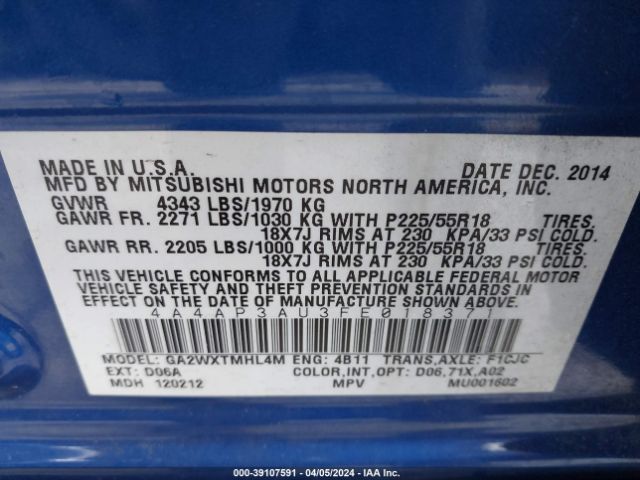 MADE IN U.S.A. DATE DEC. 2014
MFD BY MITSUBISHI MOTORS NORTH AMERICA, INC.
GVWR 4343 LBS/1970 KG
GAWR FR. 2271 LBS/1030 KG WITH P225/55R18 TIRES,
18X7J RIMS AT 230 KPA/33 PSI COLD.
GAWR RR. 2205 LBS/1000 KG WITH P225/55R18 TIRES,
18X7J RIMS AT 230 KPA/33 PSI COLD.
THIS VEHICLE CONFORMS TO ALL APPLICABLE FEDERAL MOTOR
VEHICLE SAFETY AND THEFT PREVENTION STANDARDS IN
EFFECT ON THE DATE OF MANUFACTURE SHOWN ABOVE.
4A4AP3AU3FE018371
MODEL: GA2WXTMHL4M ENG: 4B11 TRANS,AXLE: F1CJC
EXT: D06A COLOR,INT,OPT: D06,71X,A02
MDH 120212 MPV MU001602
000-39107591 - 04/05/2024 - IAA, Inc.